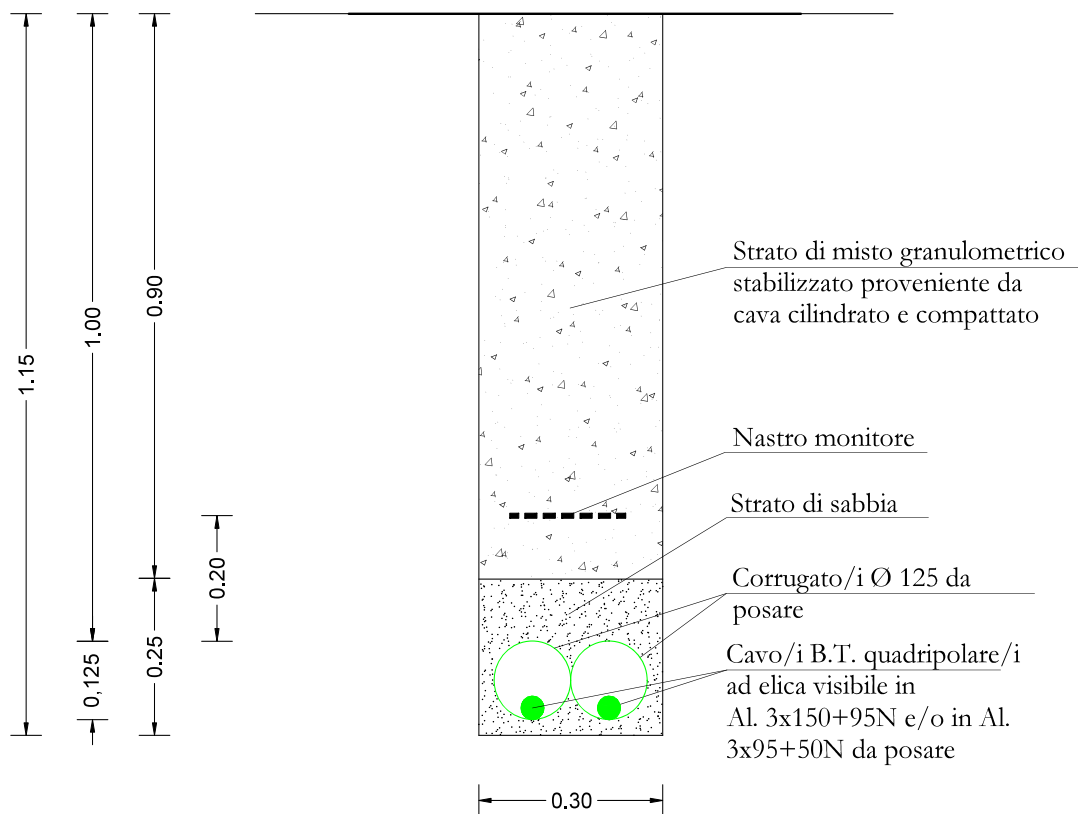 1.15
1.00
0.90
0.20
0,125
0.25
0.30
Strato di misto granulometrico
stabilizzato proveniente da
cava cilindrato e compattato
Nastro monitore
Strato di sabbia
Corrugato/i Ø 125 da
posare
Cavo/i B.T. quadripolare/i
ad elica visibile in
Al. 3x150+95N e/o in Al.
3x95+50N da posare